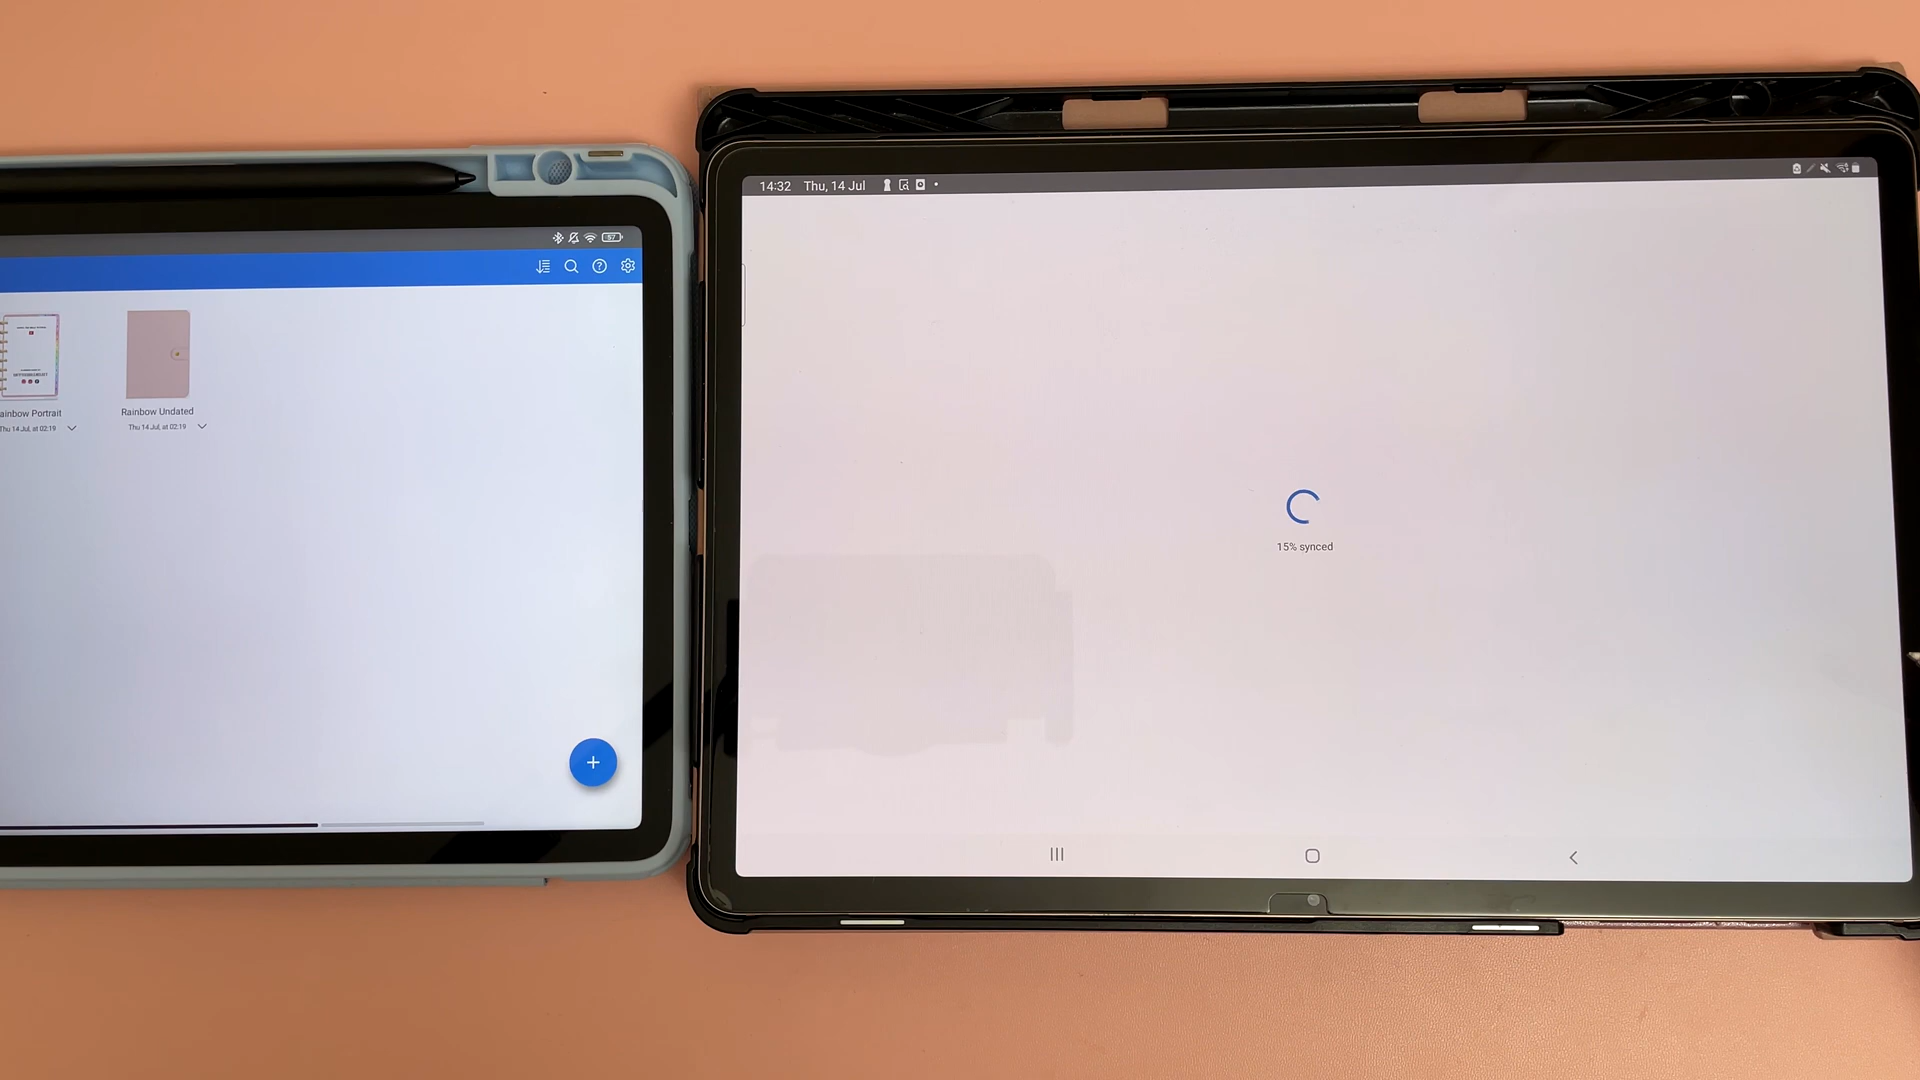 57
ainbow Portrait
Thu 14 Jul, at 02:19
Rainbow Undated
Thu 14 Jul, at 02:19
14:32 Thu, 14 Jul
15% synced